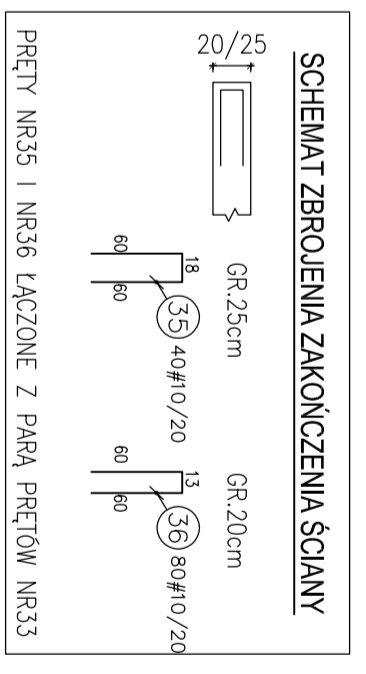 SCHEMAT ZBROJENIA ZAKOŃCZENIA ŚCIANY
20/25
GR.25cm
GR.20cm
18
60
60
35
40#10/20
13
60
60
36
80#10/20
PRĘTY NR35 I NR36 ŁĄCZONE Z PARĄ PRĘTÓW NR33